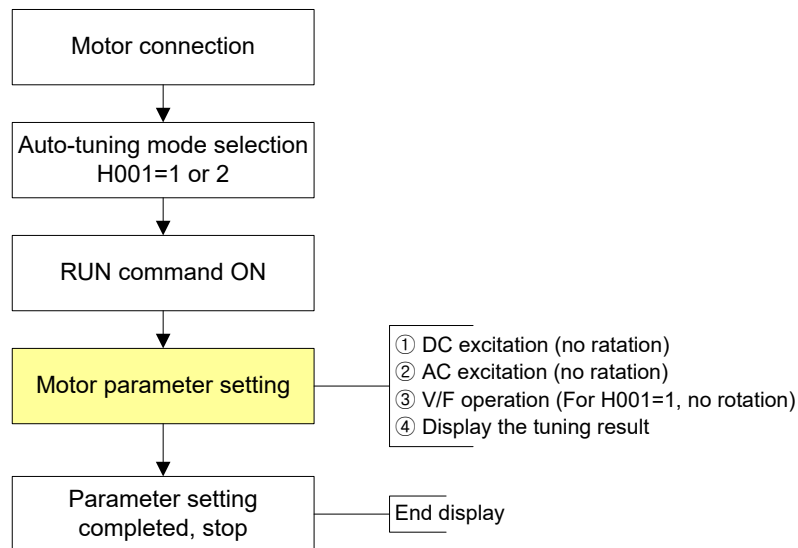 Motor connection
Auto-tuning mode selection
H001=1 or 2
RUN command ON
Motor parameter setting
① DC excitation (no ratation)
② AC excitation (no ratation)
③ V/F operation (For H001=1, no rotation)
④ Display the tuning result
Parameter setting
completed, stop
End display